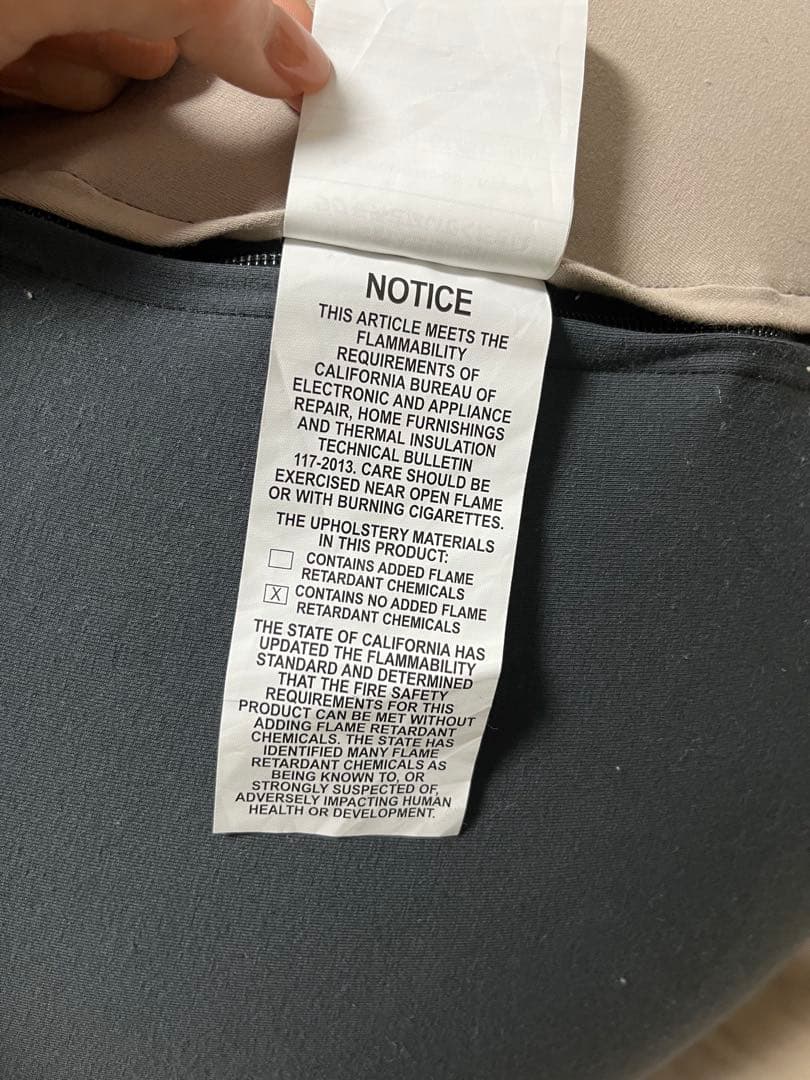 NOTICE
THIS ARTICLE MEETS THE
FLAMMABILITY
REQUIREMENTS OF
CALIFORNIA BUREAU OF
ELECTRONIC AND APPLIANCE
REPAIR, HOME FURNISHINGS
AND THERMAL INSULATION
TECHNICAL BULLETIN
117-2013. CARE SHOULD BE
EXERCISED NEAR OPEN FLAME
OR WITH BURNING CIGARETTES.
THE UPHOLSTERY MATERIALS
IN THIS PRODUCT:
CONTAINS ADDED FLAME
RETARDANT CHEMICALS
X CONTAINS NO ADDED FLAME
RETARDANT CHEMICALS
THE STATE OF CALIFORNIA HAS
UPDATED THE FLAMMABILITY
STANDARD AND DETERMINED
THAT THE FIRE SAFETY
REQUIREMENTS FOR THIS
PRODUCT CAN BE MET WITHOUT
ADDING FLAME RETARDANT
CHEMICALS. THE STATE HAS
IDENTIFIED MANY FLAME
RETARDANT CHEMICALS AS
BEING KNOWN TO, OR
STRONGLY SUSPECTED OF,
ADVERSELY IMPACTING HUMAN
HEALTH OR DEVELOPMENT.